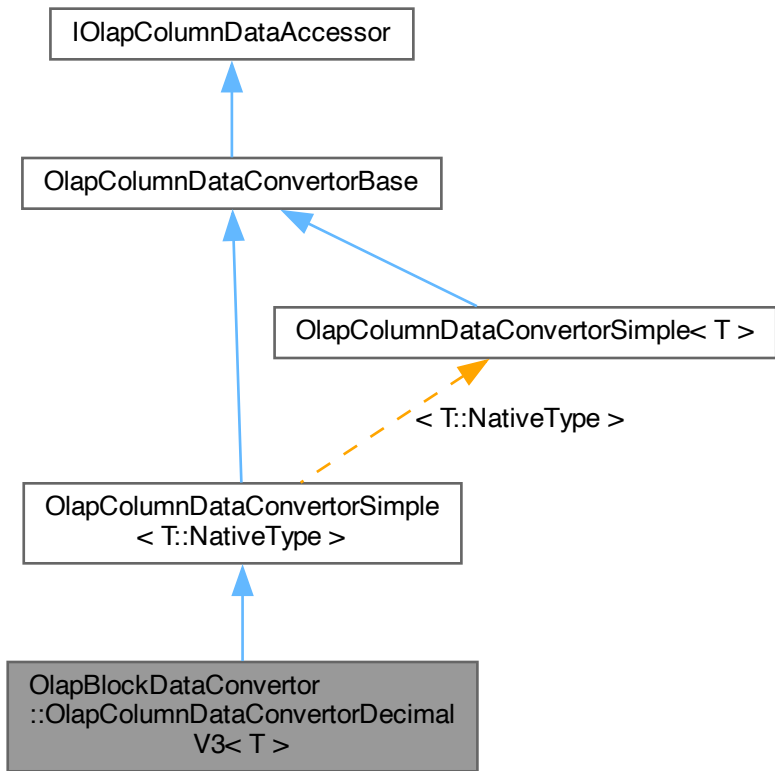 IOlapColumnDataAccessor
OlapColumnDataConvertorBase
OlapColumnDataConvertorSimple< T >
< T::NativeType >
OlapColumnDataConvertorSimple
< T::NativeType >
OlapBlockDataConvertor
::OlapColumnDataConvertorDecimal
V3< T >